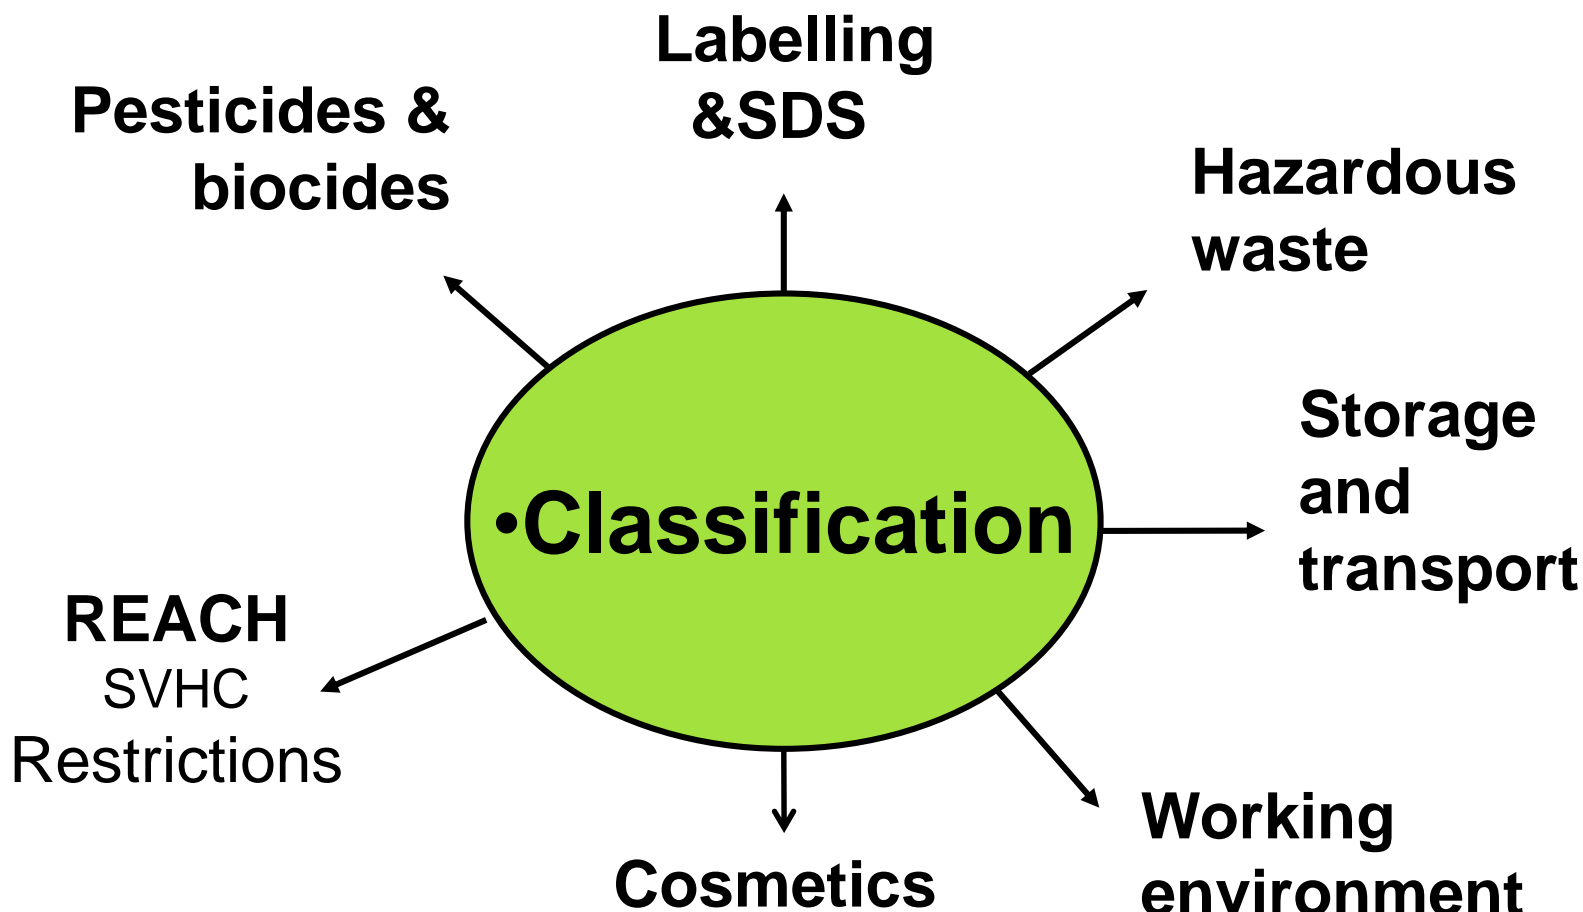 Labelling
&SDS
Pesticides &
biocides
Hazardous
waste
Storage
and
transport
•Classification
REACH
SVHC
Restrictions
Working
environment
Cosmetics